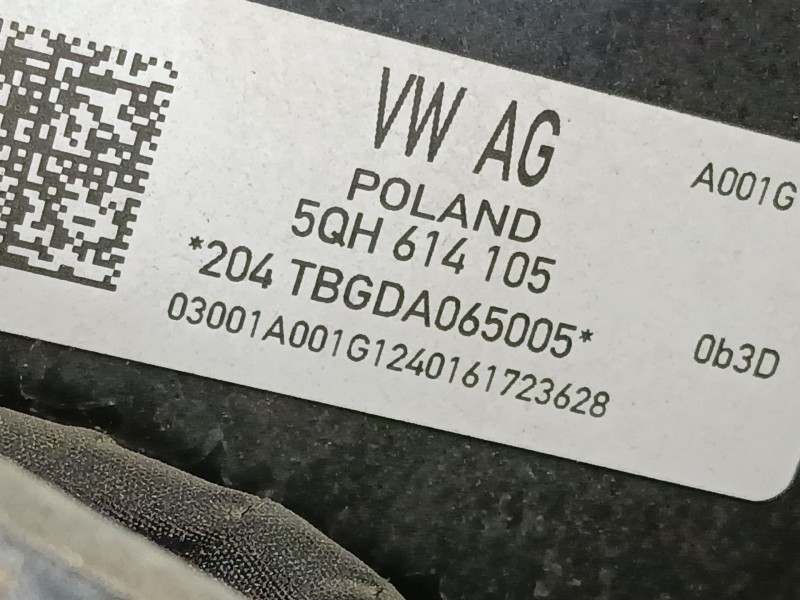 VW AG
A001G
POLAND
5QH 614 105
*204 TBGDA065005*
0b3D
03001A001G1240161723628